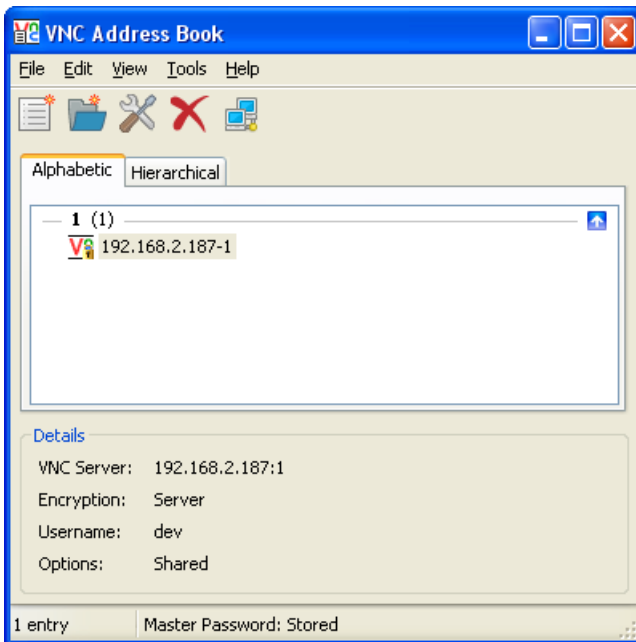 VNC Address Book
File Edit View Tools Help
Alphabetic Hierarchical
1 (1)
192.168.2.187-1
Details
VNC Server: 192.168.2.187:1
Encryption: Server
Username: dev
Options: Shared
1 entry Master Password: Stored